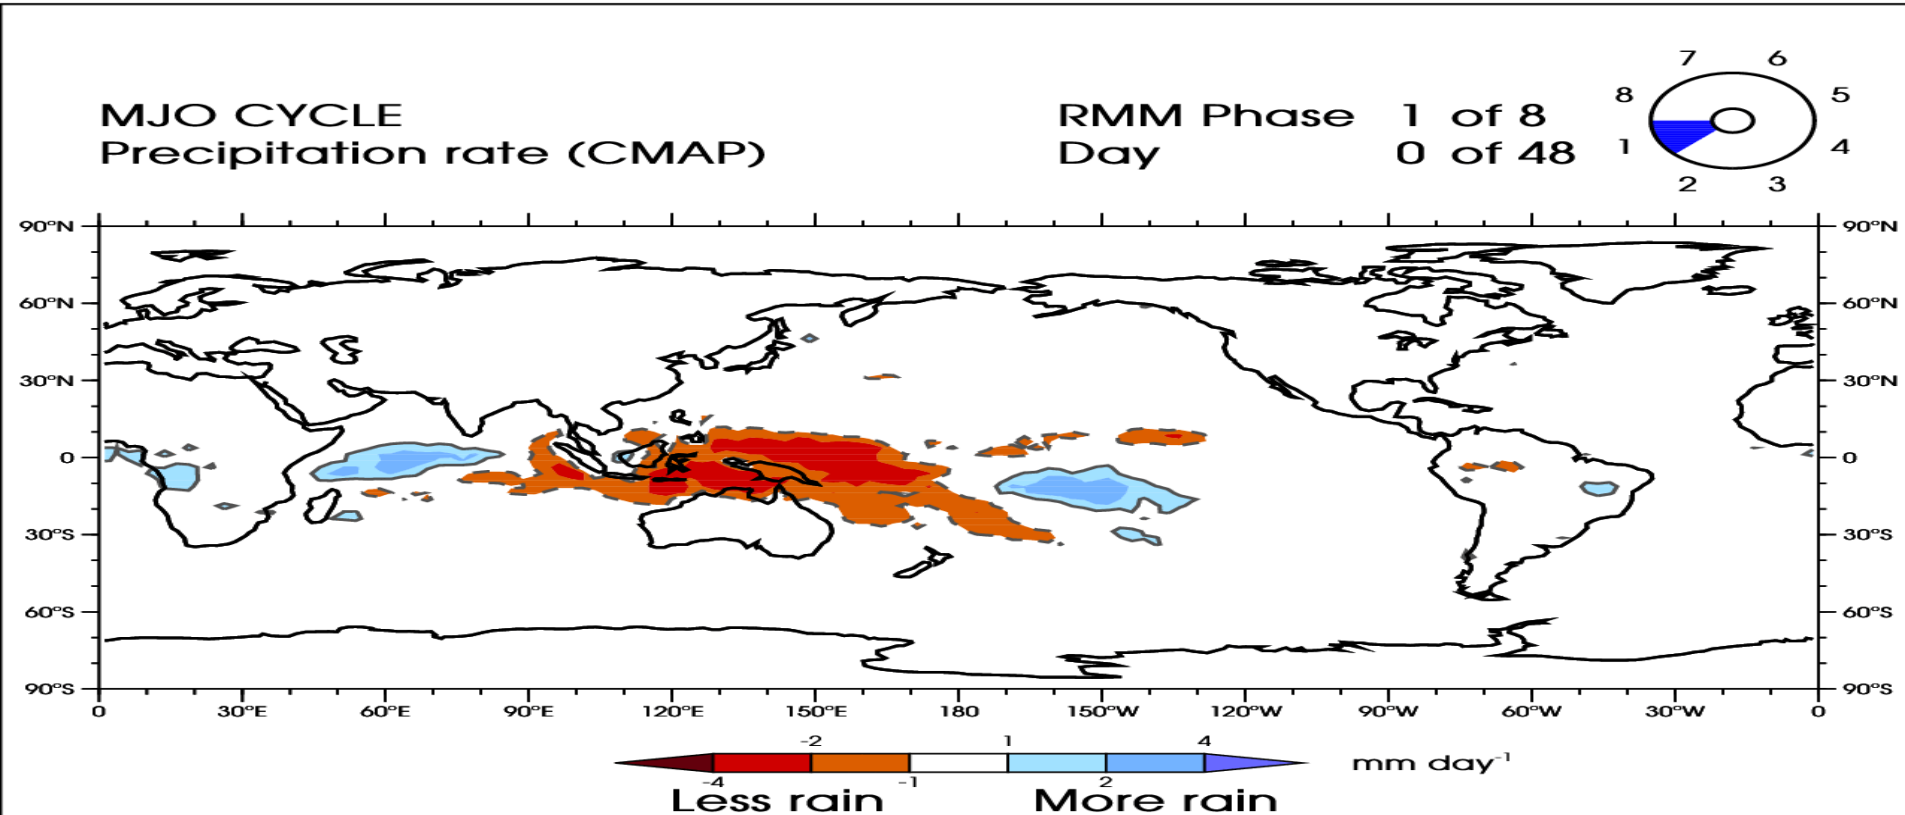 7 6
MJO CYCLE RMM Phase 1 of 8 8 5
Precipitation rate (CMAP) Day 0 of 48 1 4
2 3
90°N 90°N
60°N 60°N
30°N 30°N
0 0
30°S 30°S
60°S 60°S
90°S 90°S
0 30°E 60°E 90°E 120°E 150°E 180 150°W 120°W 90°W 60°W 30°W 0
-2 1 4
mm day⁻¹
-4 -1 2
Less rain More rain